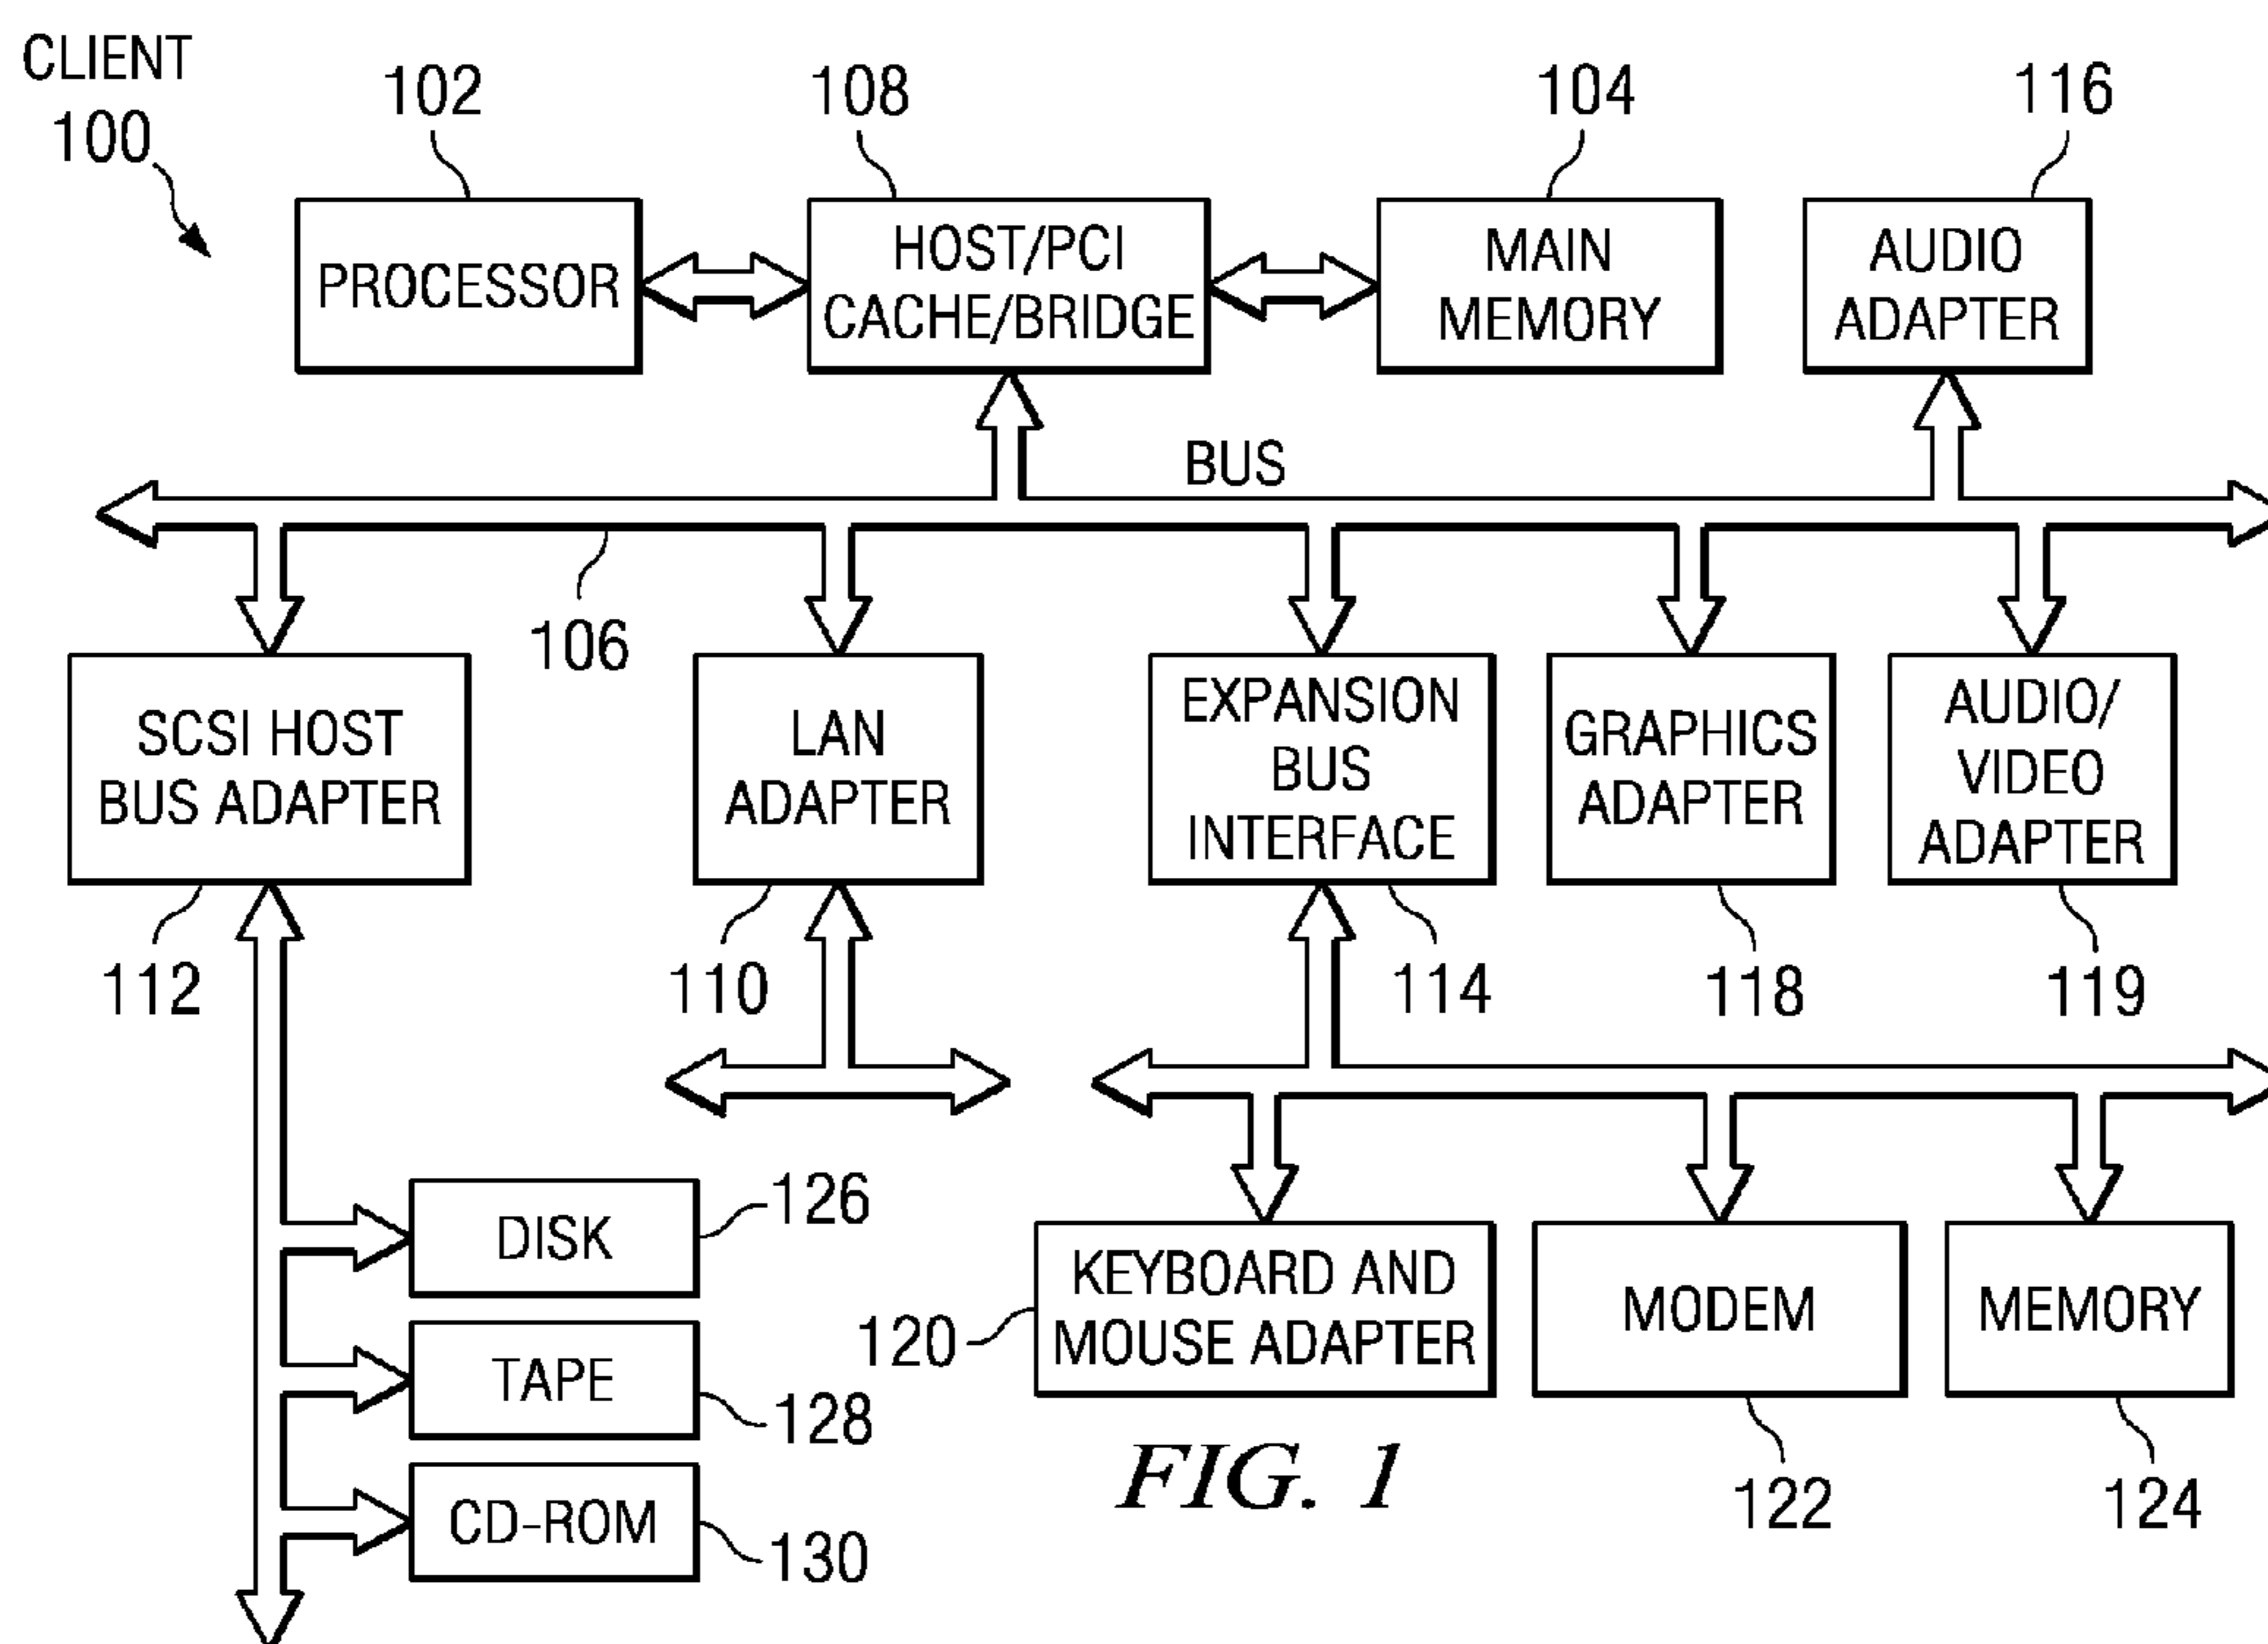 CLIENT
100
102
108
104
116
PROCESSOR
HOST/PCI
CACHE/BRIDGE
MAIN
MEMORY
AUDIO
ADAPTER
BUS
106
SCSI HOST
BUS ADAPTER
LAN
ADAPTER
EXPANSION
BUS
INTERFACE
GRAPHICS
ADAPTER
AUDIO/
VIDEO
ADAPTER
112
110
114
118
119
DISK
126
TAPE
128
CD-ROM
130
120
KEYBOARD AND
MOUSE ADAPTER
MODEM
MEMORY
122
124
FIG. 1